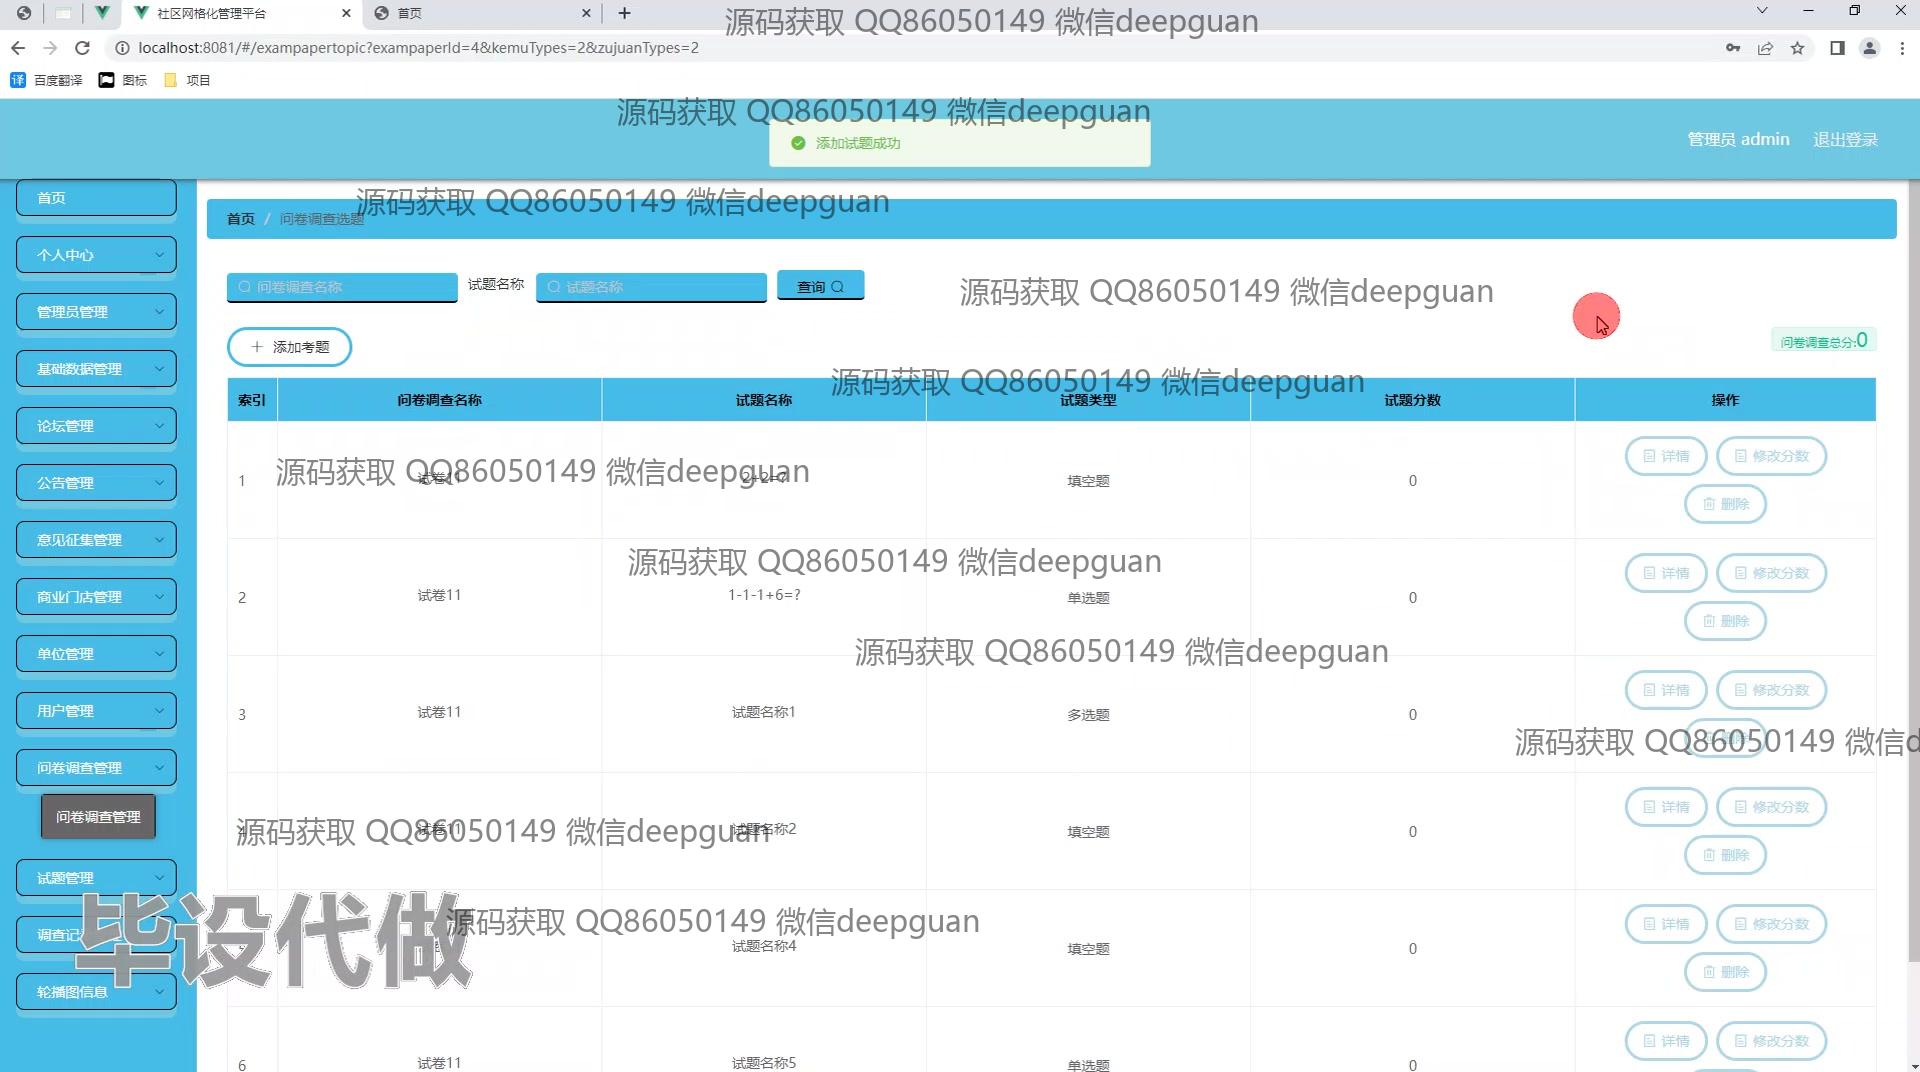 社区网格化管理平台
首页
源码获取 QQ86050149 微信deepguan
localhost:8081/#/exampapertopic?exampaperId=4&kemuTypes=2&zujuanTypes=2
译 百度翻译
图标
项目
源码获取 QQ86050149 微信deepguan
添加试题成功
管理员 admin
退出登录
首页
个人中心
管理员管理
基础数据管理
论坛管理
公告管理
意见征集管理
商业门店管理
单位管理
用户管理
问卷调查管理
问卷调查管理
试题管理
调查记
轮播图信息
源码获取 QQ86050149 微信deepguan
首页 / 问卷调查选题
问卷调查名称
试题名称
试题名称
查询
源码获取 QQ86050149 微信deepguan
+ 添加考题
问卷调查总分:0
源码获取 QQ86050149 微信deepguan
索引 问卷调查名称 试题名称 试题类型 试题分数 操作
1 试卷11 2+2=? 填空题 0 详情 修改分数
删除
源码获取 QQ86050149 微信deepguan
源码获取 QQ86050149 微信deepguan
2 试卷11 1-1-1+6=? 单选题 0 详情 修改分数
删除
源码获取 QQ86050149 微信deepguan
3 试卷11 试题名称1 多选题 0 详情 修改分数
源码获取 QQ86050149 微信d
4 试卷11 试题名称2 填空题 0 详情 修改分数
删除
源码获取 QQ86050149 微信deepguan
试题名称4 填空题 0 详情 修改分数
删除
源码获取 QQ86050149 微信deepguan
毕设代做
6 试卷11 试题名称5 单选题 0 详情 修改分数